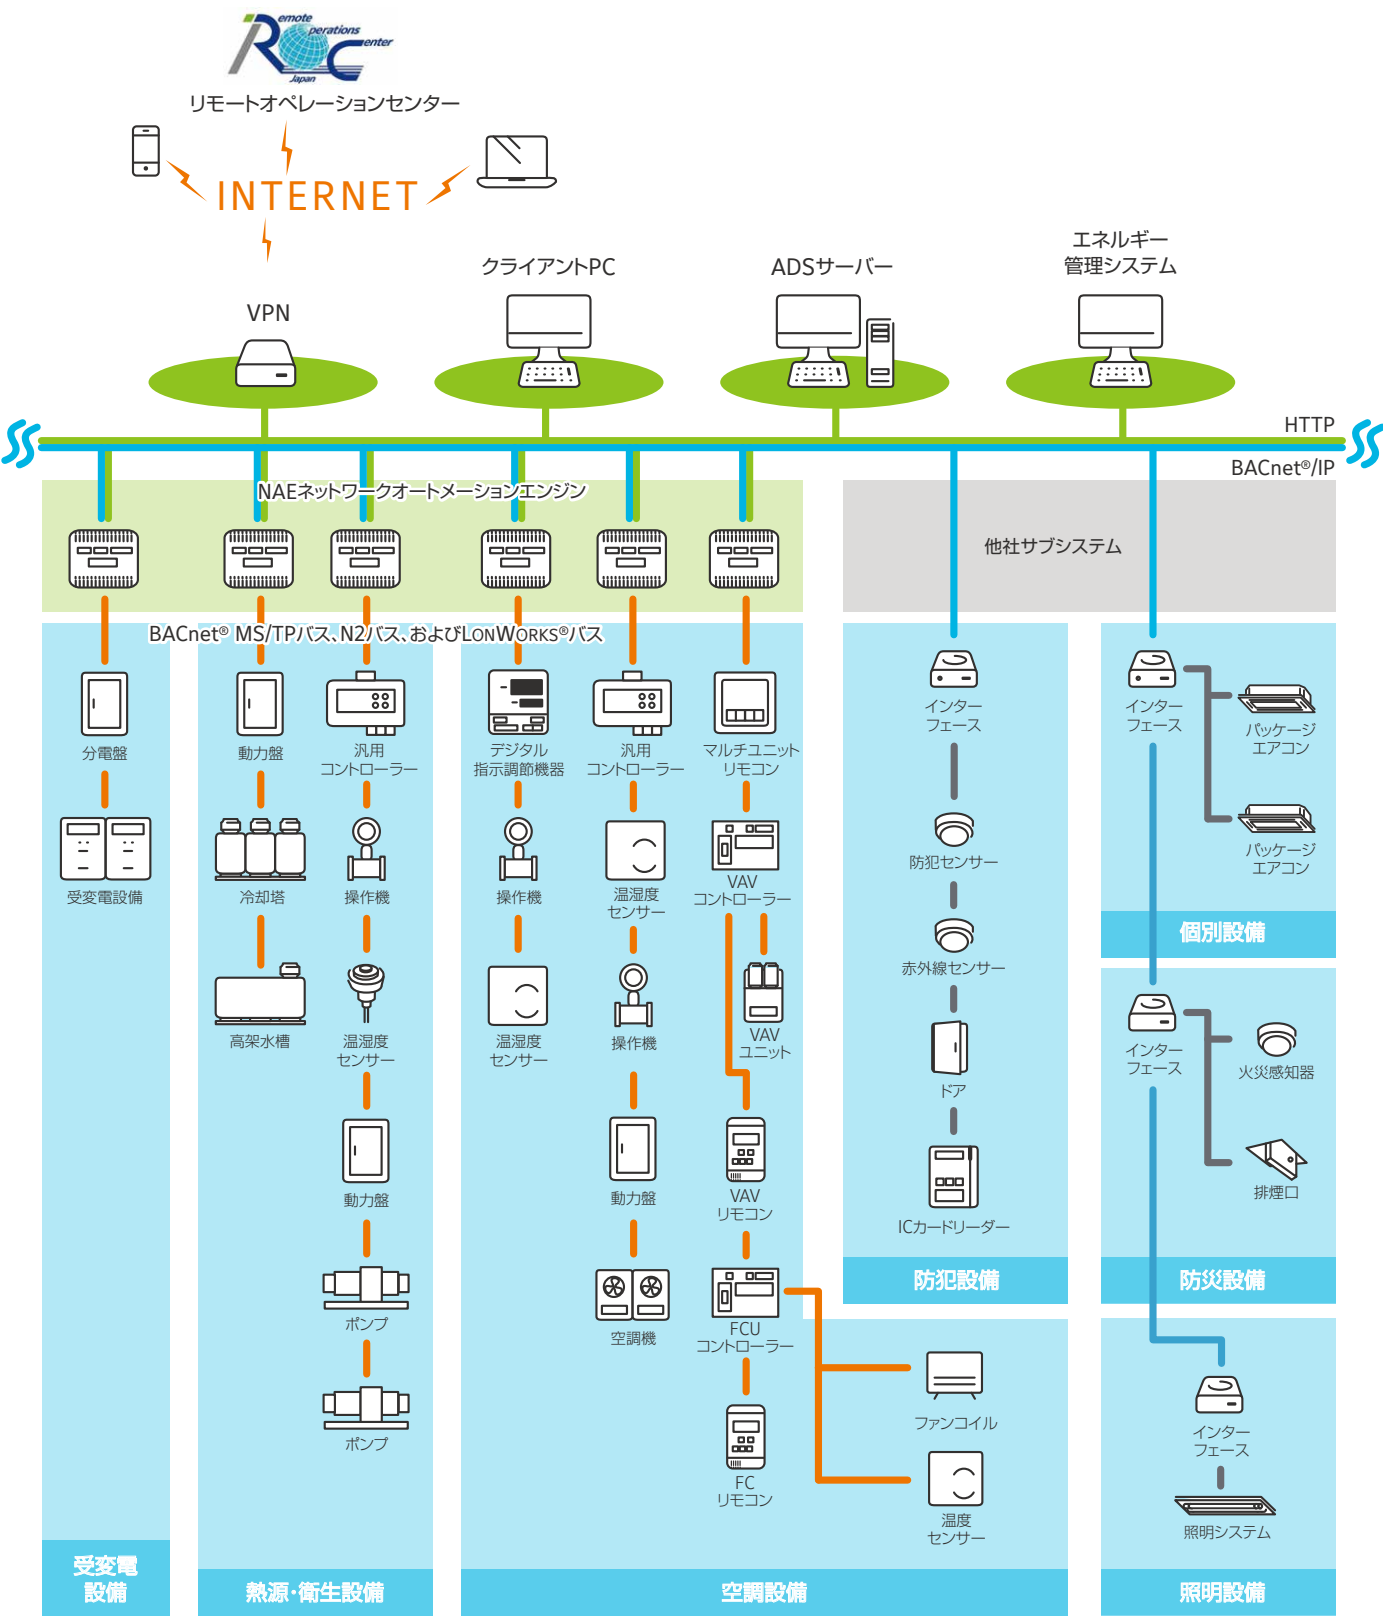 Remote
Operations
Center
Japan
リモートオペレーションセンター
INTERNET
VPN
クライアントPC
ADSサーバー
エネルギー
管理システム
HTTP
BACnet®/IP
NAEネットワークオートメーションエンジン
他社サブシステム
BACnet® MS/TPバス、N2バス、およびLONWORKS®バス
分電盤
受変電設備
受変電
設備
動力盤
冷却塔
高架水槽
汎用
コントローラー
操作機
温湿度
センサー
動力盤
ポンプ
ポンプ
熱源・衛生設備
デジタル
指示調節機器
操作機
温湿度
センサー
汎用
コントローラー
温湿度
センサー
操作機
動力盤
空調機
マルチユニット
リモコン
VAV
コントローラー
VAV
ユニット
VAV
リモコン
FCU
コントローラー
FC
リモコン
ファンコイル
温度
センサー
空調設備
インター
フェース
防犯センサー
赤外線センサー
ドア
ICカードリーダー
防犯設備
インター
フェース
パッケージ
エアコン
パッケージ
エアコン
個別設備
インター
フェース
火災感知器
排煙口
防災設備
インター
フェース
照明システム
照明設備